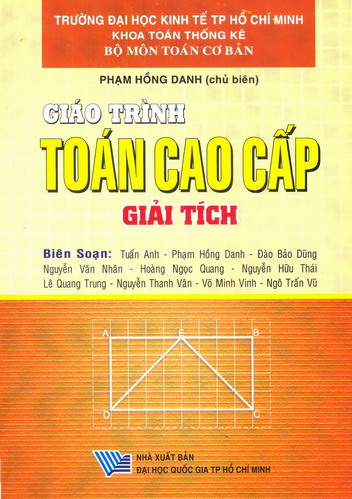 TRƯỜNG ĐẠI HỌC KINH TẾ TP HỒ CHÍ MINH
KHOA TOÁN THỐNG KÊ
BỘ MÔN TOÁN CƠ BẢN
PHẠM HỒNG DANH (chủ biên)
GIÁO TRÌNH
TOÁN CAO CẤP
GIẢI TÍCH
Biên Soạn: Tuấn Anh - Phạm Hồng Danh - Đào Bảo Dũng
Nguyễn Văn Nhân - Hoàng Ngọc Quang - Nguyễn Hữu Thái
Lê Quang Trung - Nguyễn Thanh Vân - Võ Minh Vinh - Ngô Trấn Vũ
A E B
D C
NHÀ XUẤT BẢN
ĐẠI HỌC QUỐC GIA TP HỒ CHÍ MINH